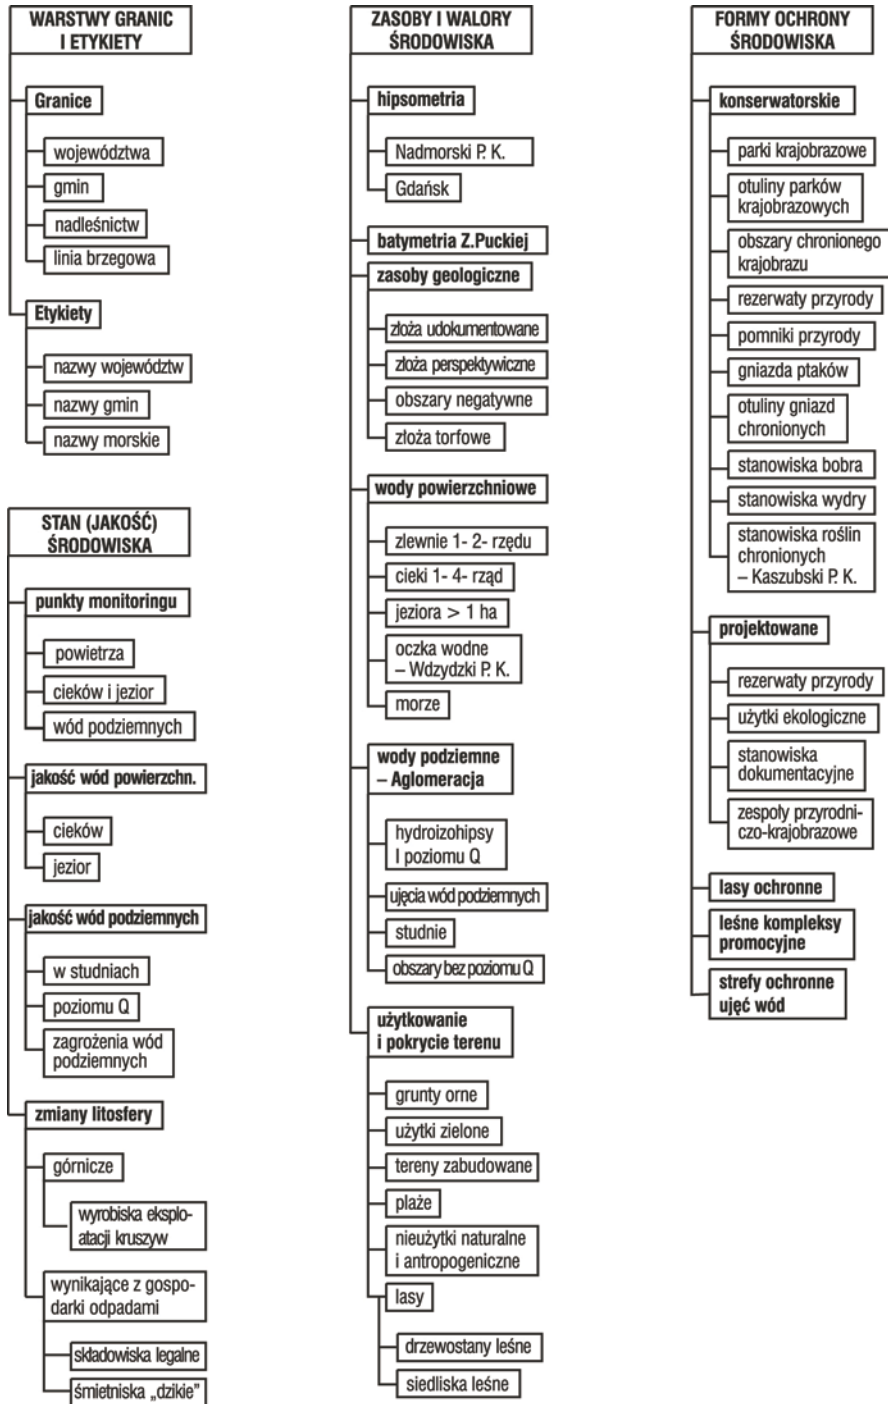 WARSTWY GRANIC
I ETYKIETY
Granice
województwa
gmin
nadleśnictw
linia brzegowa
Etykiety
nazwy województw
nazwy gmin
nazwy morskie
STAN (JAKOŚĆ)
ŚRODOWISKA
punkty monitoringu
powietrza
cieków i jezior
wód podziemnych
jakość wód powierzchn.
cieków
jezior
jakość wód podziemnych
w studniach
poziomu Q
zagrożenia wód
podziemnych
zmiany litosfery
górnicze
wyrobiska eksplo-
atacji kruszyw
wynikające z gospo-
darki odpadami
składowiska legalne
śmietniska „dzikie”
ZASOBY I WALORY
ŚRODOWISKA
hipsometria
Nadmorski P. K.
Gdańsk
batymetria Z.Puckiej
zasoby geologiczne
złoża udokumentowane
złoża perspektywiczne
obszary negatywne
złoża torfowe
wody powierzchniowe
zlewnie 1- 2- rzędu
cieki 1- 4- rząd
jeziora > 1 ha
oczka wodne
– Wdzydzki P. K.
morze
wody podziemne
– Aglomeracja
hydroizohipsy
I poziomu Q
ujęcia wód podziemnych
studnie
obszary bez poziomu Q
użytkowanie
i pokrycie terenu
grunty orne
użytki zielone
tereny zabudowane
plaże
nieużytki naturalne
i antropogeniczne
lasy
drzewostany leśne
siedliska leśne
FORMY OCHRONY
ŚRODOWISKA
konserwatorskie
parki krajobrazowe
otuliny parków
krajobrazowych
obszary chronionego
krajobrazu
rezerwaty przyrody
pomniki przyrody
gniazda ptaków
otuliny gniazd
chronionych
stanowiska bobra
stanowiska wydry
stanowiska roślin
chronionych
– Kaszubski P. K.
projektowane
rezerwaty przyrody
użytki ekologiczne
stanowiska
dokumentacyjne
zespoły przyrodni-
czo-krajobrazowe
lasy ochronne
leśne kompleksy
promocyjne
strefy ochronne
ujęć wód